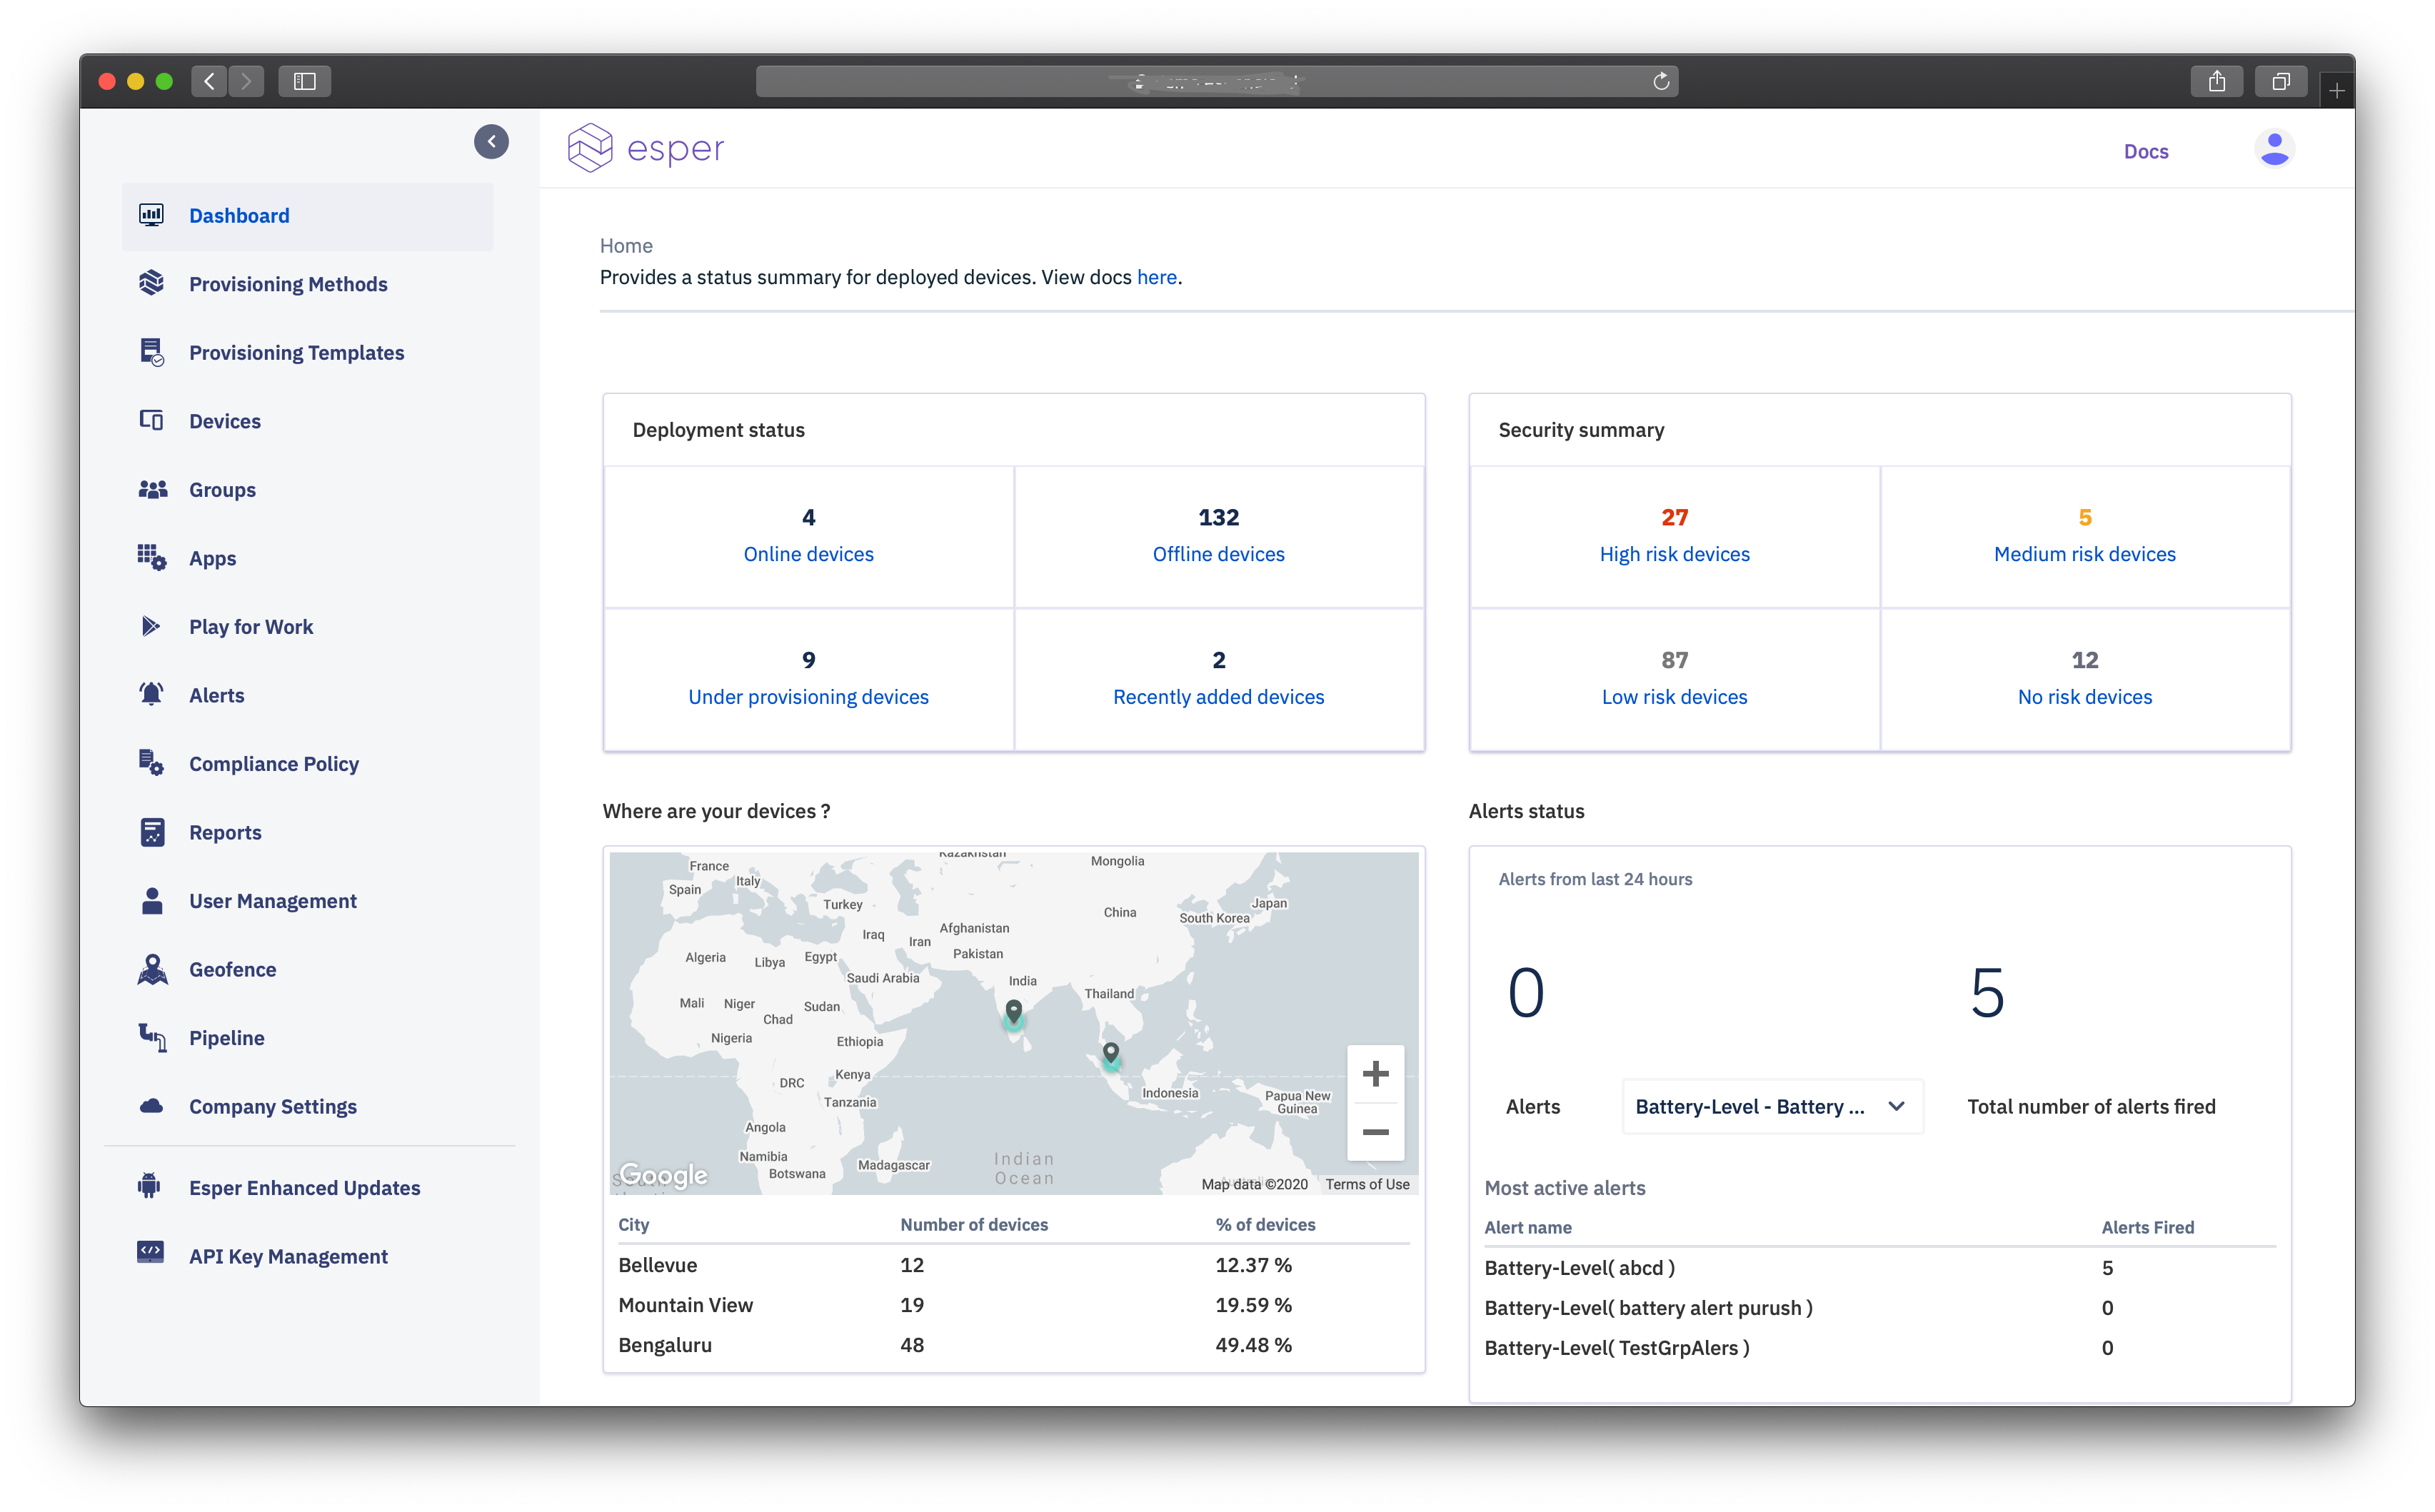 esper
Docs
Dashboard
Provisioning Methods
Provisioning Templates
Devices
Groups
Apps
Play for Work
Alerts
Compliance Policy
Reports
User Management
Geofence
Pipeline
Company Settings
Esper Enhanced Updates
API Key Management
Home
Provides a status summary for deployed devices. View docs here.
Deployment status
4
Online devices
132
Offline devices
9
Under provisioning devices
2
Recently added devices
Security summary
27
High risk devices
5
Medium risk devices
87
Low risk devices
12
No risk devices
Where are your devices ?
Kazakhstan
Mongolia
France
Italy
Spain
Turkey
Japan
China
South Korea
Afghanistan
Iraq
Iran
Pakistan
Algeria
Libya
Egypt
Saudi Arabia
India
Thailand
Mali
Niger
Sudan
Chad
Nigeria
Ethiopia
Kenya
DRC
Tanzania
Indonesia
Papua New
Guinea
Angola
Namibia
Botswana
Madagascar
Indian
Ocean
Google
Map data ©2020
Terms of Use
City Number of devices % of devices
Bellevue 12 12.37 %
Mountain View 19 19.59 %
Bengaluru 48 49.48 %
Alerts status
Alerts from last 24 hours
0
5
Alerts
Battery-Level - Battery ...
Total number of alerts fired
Most active alerts
Alert name Alerts Fired
Battery-Level( abcd ) 5
Battery-Level( battery alert purush ) 0
Battery-Level( TestGrpAlers ) 0